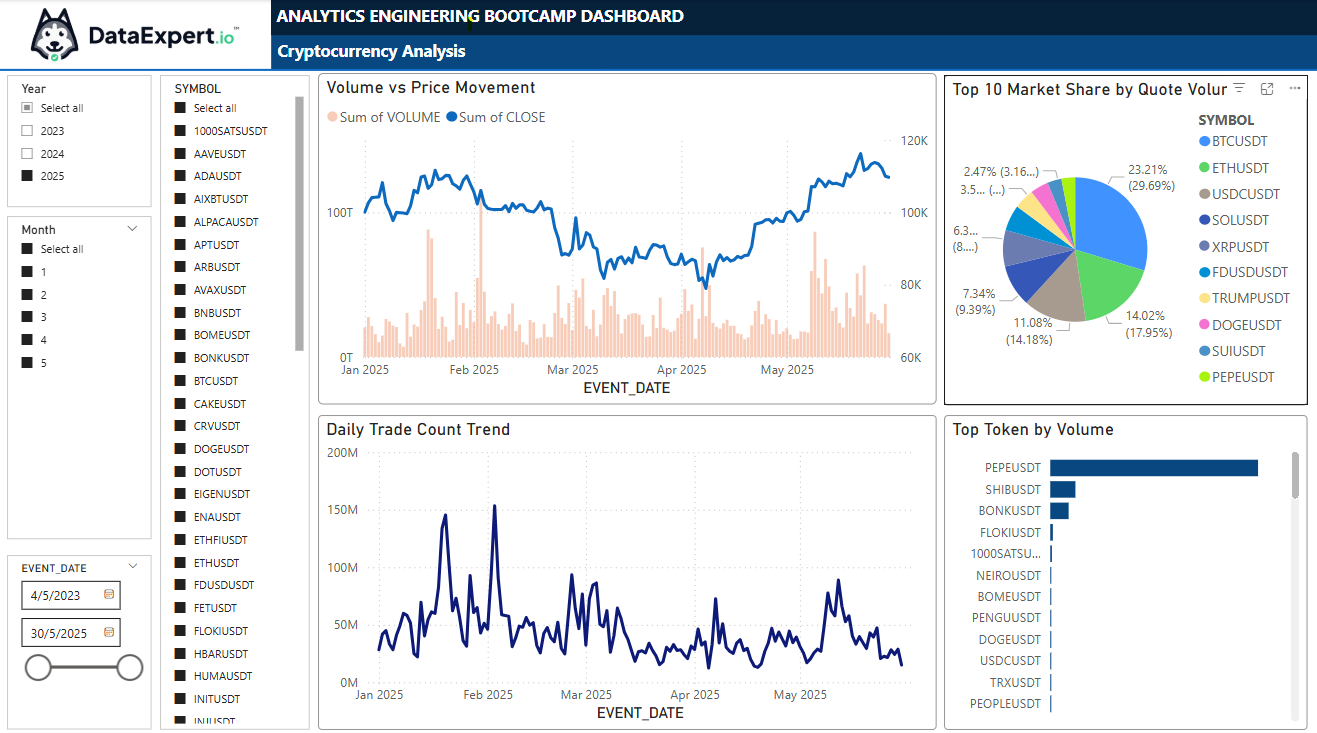 DataExpert.io™
ANALYTICS ENGINEERING BOOTCAMP DASHBOARD
Cryptocurrency Analysis
Year
Select all
2023
2024
2025
Month
Select all
1
2
3
4
5
EVENT_DATE
4/5/2023
30/5/2025
SYMBOL
Select all
1000SATSUSDT
AAVEUSDT
ADAUSDT
AIXBTUSDT
ALPACAUSDT
APTUSDT
ARBUSDT
AVAXUSDT
BNBUSDT
BOMEUSDT
BONKUSDT
BTCUSDT
CAKEUSDT
CRVUSDT
DOGEUSDT
DOTUSDT
EIGENUSDT
ENAUSDT
ETHFIUSDT
ETHUSDT
FDUSDUSDT
FETUSDT
FLOKIUSDT
HBARUSDT
HUMAUSDT
INITUSDT
INJUSDT
Volume vs Price Movement
Sum of VOLUME Sum of CLOSE
120K
100T 100K
80K
0T 60K
Jan 2025 Feb 2025 Mar 2025 Apr 2025 May 2025
EVENT_DATE
Daily Trade Count Trend
200M
150M
100M
50M
0M
Jan 2025 Feb 2025 Mar 2025 Apr 2025 May 2025
EVENT_DATE
Top 10 Market Share by Quote Volur
23.21%
(29.69%)
14.02%
(17.95%)
11.08%
(14.18%)
7.34%
(9.39%)
6.3...
(8....)
3.5... (...)
2.47% (3.16...)
SYMBOL
BTCUSDT
ETHUSDT
USDCUSDT
SOLUSDT
XRPUSDT
FDUSDUSDT
TRUMPUSDT
DOGEUSDT
SUIUSDT
PEPEUSDT
Top Token by Volume
PEPEUSDT
SHIBUSDT
BONKUSDT
FLOKIUSDT
1000SATSU...
NEIROUSDT
BOMEUSDT
PENGUUSDT
DOGEUSDT
USDCUSDT
TRXUSDT
PEOPLEUSDT